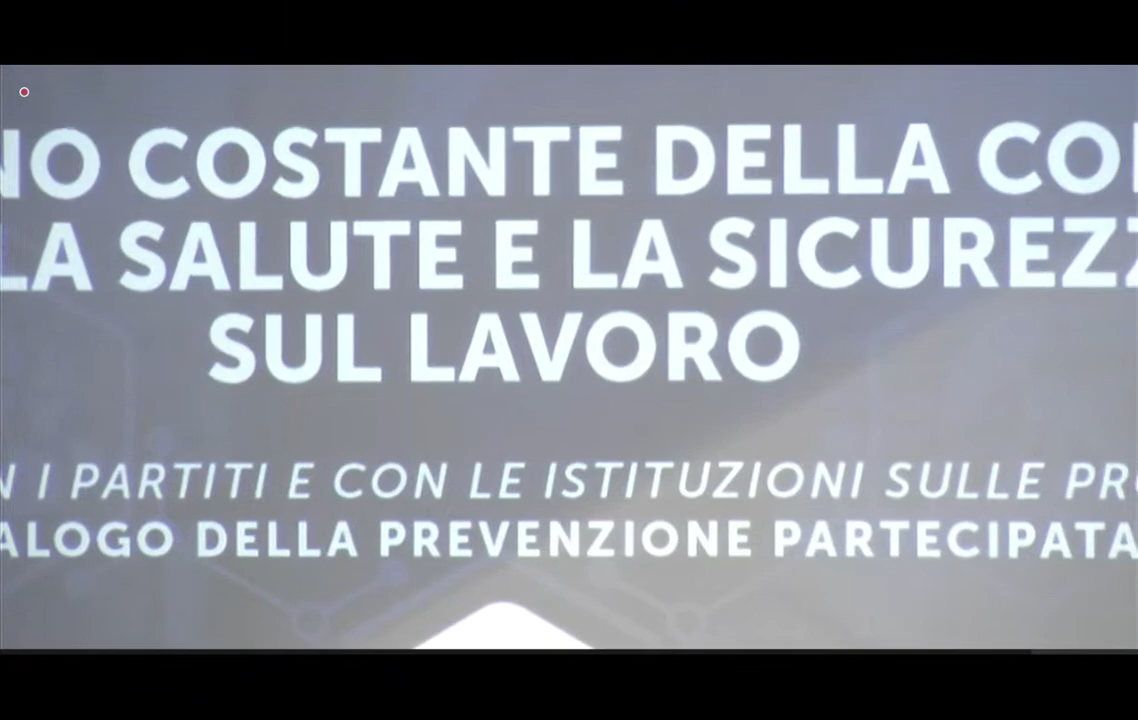 NO COSTANTE DELLA CO
LA SALUTE E LA SICUREZZ
SUL LAVORO
N I PARTITI E CON LE ISTITUZIONI SULLE PR
ALOGO DELLA PREVENZIONE PARTECIPATA